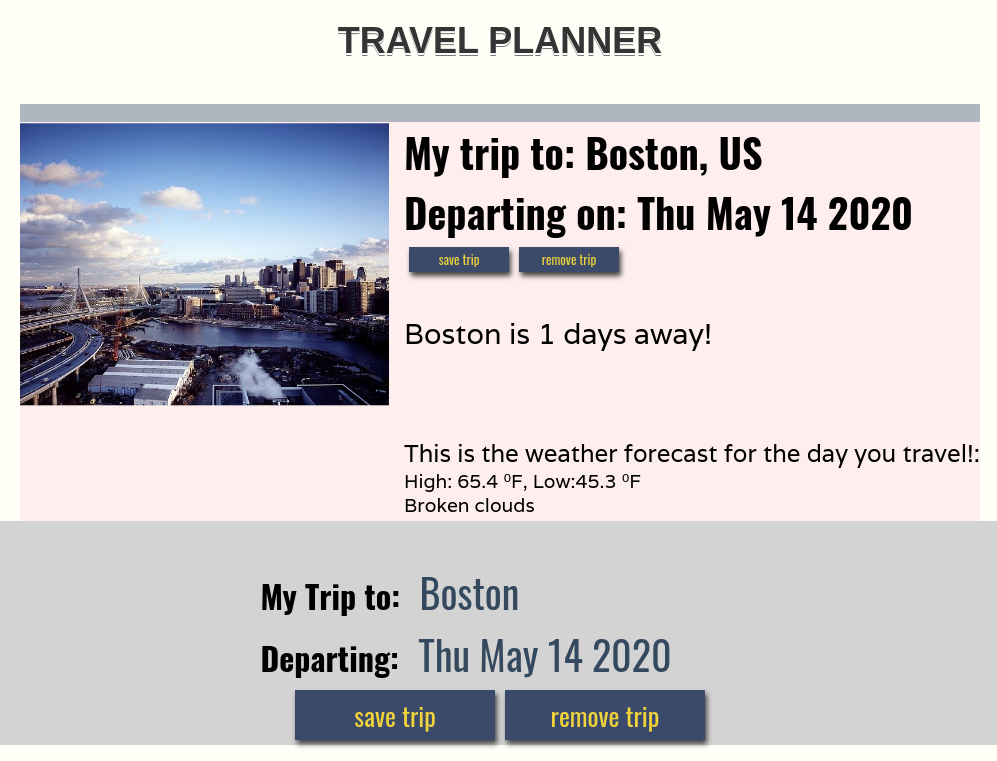 TRAVEL PLANNER
My trip to: Boston, US
Departing on: Thu May 14 2020
save trip remove trip
Boston is 1 days away!
This is the weather forecast for the day you travel!:
High: 65.4 ⁰F, Low:45.3 ⁰F
Broken clouds
My Trip to: Boston
Departing: Thu May 14 2020
save trip remove trip